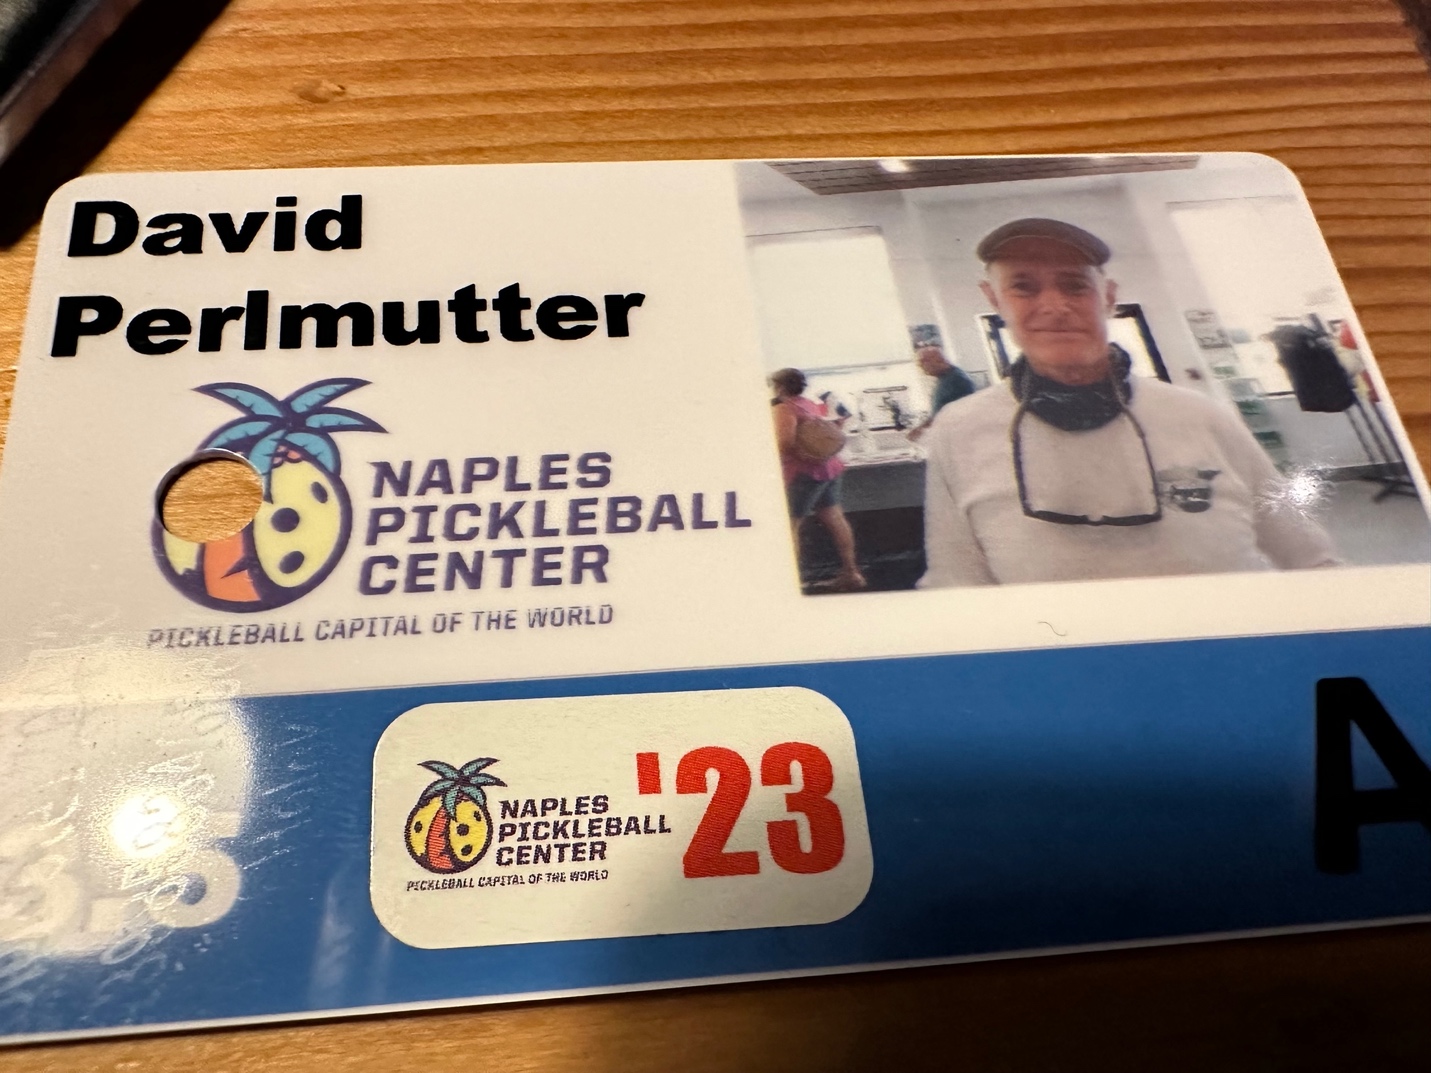 David
Perlmutter
NAPLES
PICKLEBALL
CENTER
PICKLEBALL CAPITAL OF THE WORLD
NAPLES
PICKLEBALL
CENTER
PICKLEBALL CAPITAL OF THE WORLD
'23
A